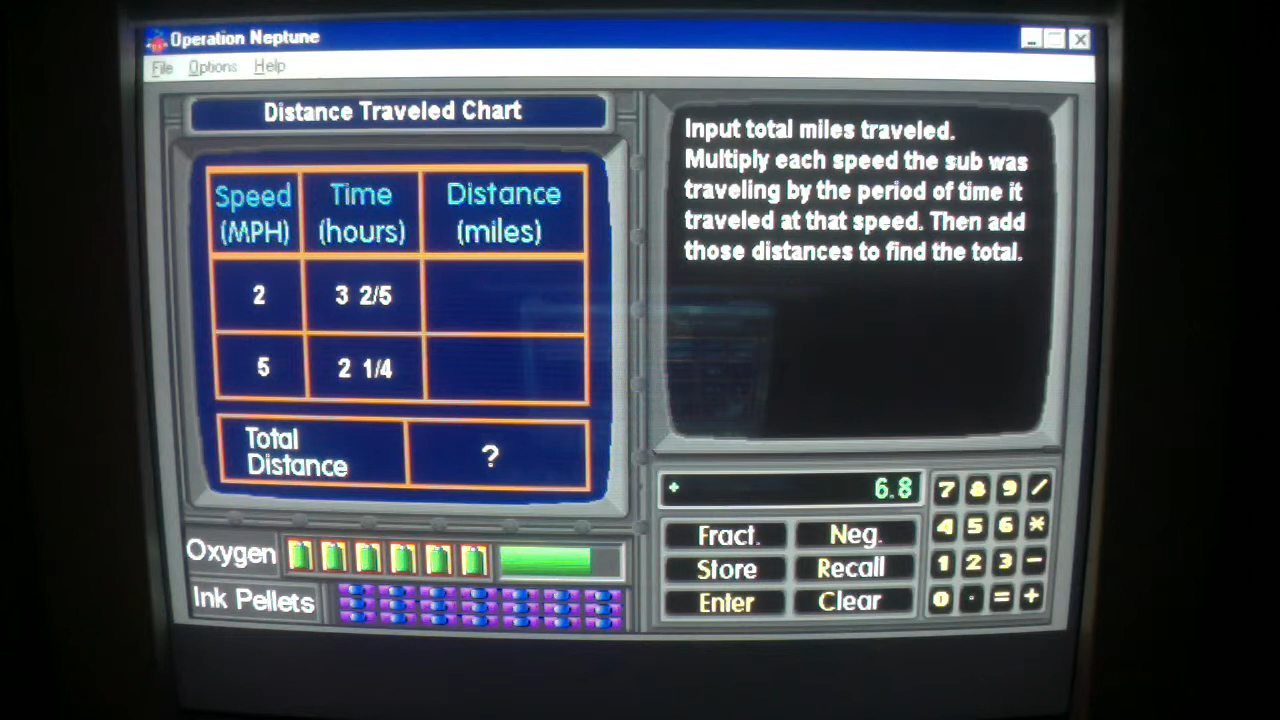 Operation Neptune
File Options Help
Distance Traveled Chart
Speed (MPH) Time (hours) Distance (miles)
2 3 2/5
5 2 1/4
Total Distance ?
Input total miles traveled.
Multiply each speed the sub was
traveling by the period of time it
traveled at that speed. Then add
those distances to find the total.
+ 6.8
Fract. Neg.
Store Recall
Enter Clear
7 8 9 /
4 5 6 *
1 2 3 -
0 . = +
Oxygen
Ink Pellets